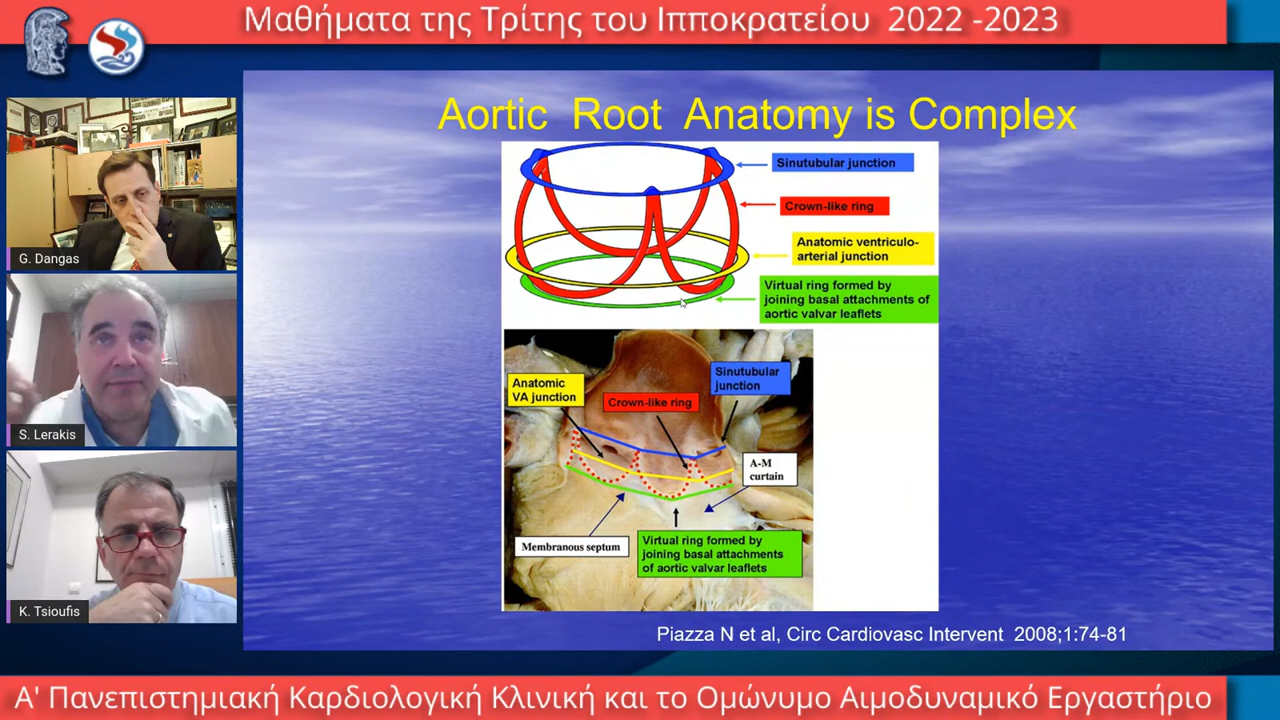 Μαθήματα της Τρίτης του Ιπποκρατείου 2022 -2023
G. Dangas
S. Lerakis
K. Tsioufis
Aortic Root Anatomy is Complex
Sinutubular junction
Crown-like ring
Anatomic ventriculo-
arterial junction
Virtual ring formed by
joining basal attachments of
aortic valvar leaflets
Anatomic
VA junction
Crown-like ring
Sinutubular
junction
A-M
curtain
Membranous septum
Virtual ring formed by
joining basal attachments
of aortic valvar leaflets
Piazza N et al, Circ Cardiovasc Intervent 2008;1:74-81
Α' Πανεπιστημιακή Καρδιολογική Κλινική και το Ομώνυμο Αιμοδυναμικό Εργαστήριο